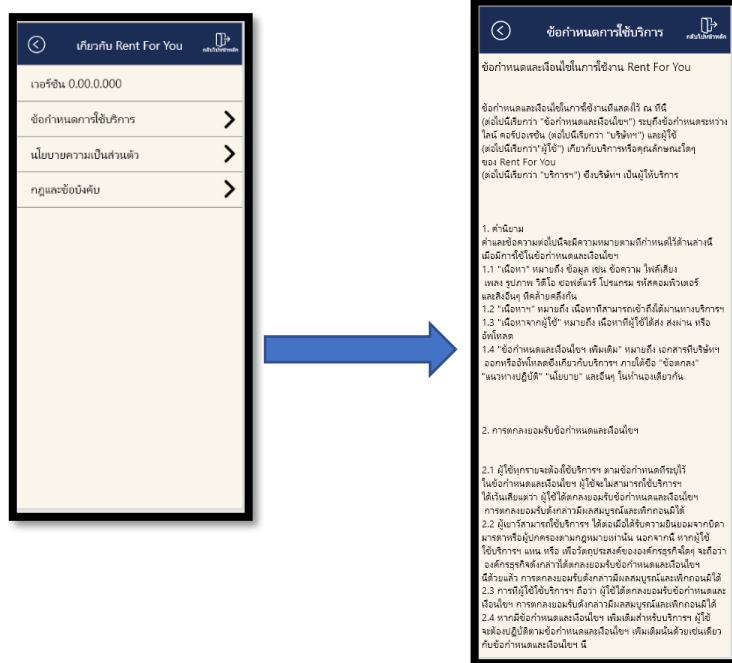 เกี่ยวกับ Rent For You
กลับไปหน้าหลัก
เวอร์ชัน 0.00.0.000
ข้อกำหนดการใช้บริการ
นโยบายความเป็นส่วนตัว
กฎและข้อบังคับ
ข้อกำหนดการใช้บริการ
กลับไปหน้าหลัก
ข้อกำหนดและเงื่อนไขในการใช้งาน Rent For You
ข้อกำหนดและเงื่อนไขในการใช้งานที่แสดงไว้ ณ ที่นี้
(ต่อไปนี้เรียกว่า "ข้อกำหนดและเงื่อนไขฯ") ระบุถึงข้อกำหนดระหว่าง
ไลน์ คอร์ปอเรชั่น (ต่อไปนี้เรียกว่า "บริษัทฯ") และผู้ใช้
(ต่อไปนี้เรียกว่า"ผู้ใช้") เกี่ยวกับบริการหรือคุณลักษณะใดๆ
ของ Rent For You
(ต่อไปนี้เรียกว่า "บริการฯ") ซึ่งบริษัทฯ เป็นผู้ให้บริการ
1. คำนิยาม
คำและข้อความต่อไปนี้จะมีความหมายตามที่กำหนดไว้ด้านล่างนี้
เมื่อมีการใช้ในข้อกำหนดและเงื่อนไขฯ
1.1 "เนื้อหา" หมายถึง ข้อมูล เช่น ข้อความ ไฟล์เสียง
เพลง รูปภาพ วิดีโอ ซอฟต์แวร์ โปรแกรม รหัสคอมพิวเตอร์
และสิ่งอื่นๆ ที่คล้ายคลึงกัน
1.2 "เนื้อหาฯ" หมายถึง เนื้อหาที่สามารถเข้าถึงได้ผ่านทางบริการฯ
1.3 "เนื้อหาจากผู้ใช้" หมายถึง เนื้อหาที่ผู้ใช้ได้ส่ง ส่งผ่าน หรือ
อัพโหลด
1.4 "ข้อกำหนดและเงื่อนไขฯ เพิ่มเติม" หมายถึง เอกสารที่บริษัทฯ
ออกหรืออัพโหลดซึ่งเกี่ยวกับบริการฯ ภายใต้ชื่อ "ข้อตกลง"
"แนวทางปฏิบัติ" "นโยบาย" และอื่นๆ ในทำนองเดียวกัน
2. การตกลงยอมรับข้อกำหนดและเงื่อนไขฯ
2.1 ผู้ใช้ทุกรายจะต้องใช้บริการฯ ตามข้อกำหนดที่ระบุไว้
ในข้อกำหนดและเงื่อนไขฯ ผู้ใช้จะไม่สามารถใช้บริการฯ
ได้เว้นเสียแต่ว่า ผู้ใช้ได้ตกลงยอมรับข้อกำหนดและเงื่อนไขฯ
การตกลงยอมรับดังกล่าวมีผลสมบูรณ์และเพิกถอนมิได้
2.2 ผู้เยาว์สามารถใช้บริการฯ ได้ต่อเมื่อได้รับความยินยอมจากบิดา
มารดาหรือผู้ปกครองตามกฎหมายเท่านั้น นอกจากนี้ หากผู้ใช้
ใช้บริการฯ แทน หรือ เพื่อวัตถุประสงค์ขององค์กรธุรกิจใดๆ จะถือว่า
องค์กรธุรกิจดังกล่าวได้ตกลงยอมรับข้อกำหนดและเงื่อนไขฯ
นี้ด้วยแล้ว การตกลงยอมรับดังกล่าวมีผลสมบูรณ์และเพิกถอนมิได้
2.3 การที่ผู้ใช้ใช้บริการฯ ถือว่า ผู้ใช้ได้ตกลงยอมรับข้อกำหนดและ
เงื่อนไขฯ การตกลงยอมรับดังกล่าวมีผลสมบูรณ์และเพิกถอนมิได้
2.4 หากมีข้อกำหนดและเงื่อนไขฯ เพิ่มเติมสำหรับบริการฯ ผู้ใช้
จะต้องปฏิบัติตามข้อกำหนดและเงื่อนไขฯ เพิ่มเติมนั้นด้วยเช่นเดียว
กับข้อกำหนดและเงื่อนไขฯ นี้